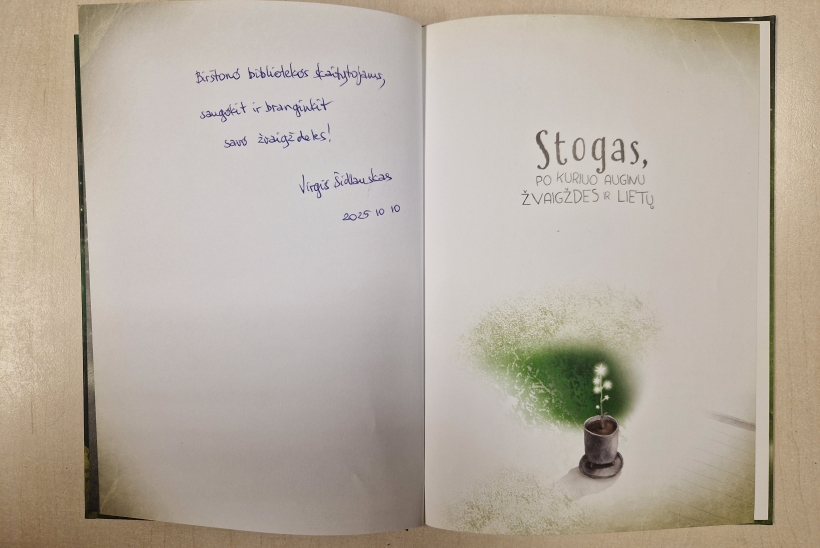 Birštono bibliotekos skaitytojams,
saugokit ir branginkit
savo žvaigždeles!
Virgis Šidlauskas
2025 10 10
Stogas,
PO KURIUO AUGINU
ŽVAIGŽDES IR LIETŲ